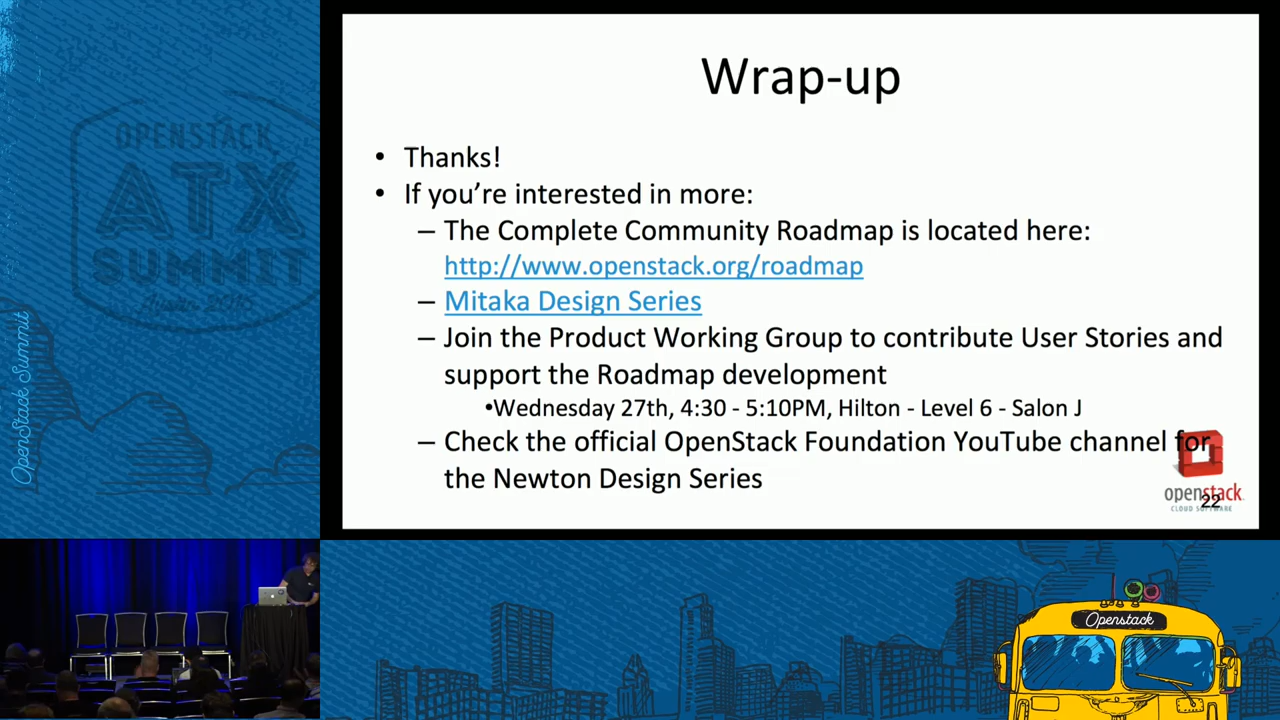 OPENSTACK
ATX
SUMMIT
Austin 2016
OpenStack Summit
Wrap-up
• Thanks!
• If you’re interested in more:
– The Complete Community Roadmap is located here:
http://www.openstack.org/roadmap
– Mitaka Design Series
– Join the Product Working Group to contribute User Stories and
support the Roadmap development
•Wednesday 27th, 4:30 - 5:10PM, Hilton - Level 6 - Salon J
– Check the official OpenStack Foundation YouTube channel for
the Newton Design Series
openstack
CLOUD SOFTWARE
22
Openstack